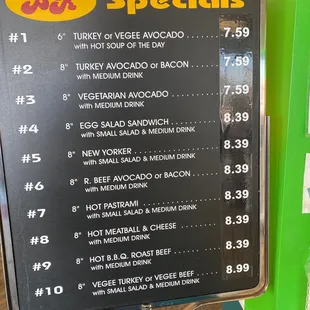 Specials
#1 6" TURKEY or VEGEE AVOCADO ..... 7.59
with HOT SOUP OF THE DAY
#2 8" TURKEY AVOCADO or BACON .... 7.59
with MEDIUM DRINK
#3 8" VEGETARIAN AVOCADO ........ 7.59
with MEDIUM DRINK
#4 8" EGG SALAD SANDWICH ........ 8.39
with SMALL SALAD & MEDIUM DRINK
#5 8" NEW YORKER ............... 8.39
with SMALL SALAD & MEDIUM DRINK
#6 8" R. BEEF AVOCADO or BACON .... 8.39
with MEDIUM DRINK
#7 8" HOT PASTRAMI .............. 8.39
with SMALL SALAD & MEDIUM DRINK
#8 8" HOT MEATBALL & CHEESE ...... 8.39
with MEDIUM DRINK
#9 8" HOT B.B.Q. ROAST BEEF ....... 8.39
with MEDIUM DRINK
#10 8" VEGEE TURKEY or VEGEE BEEF .. 8.99
with SMALL SALAD & MEDIUM DRINK